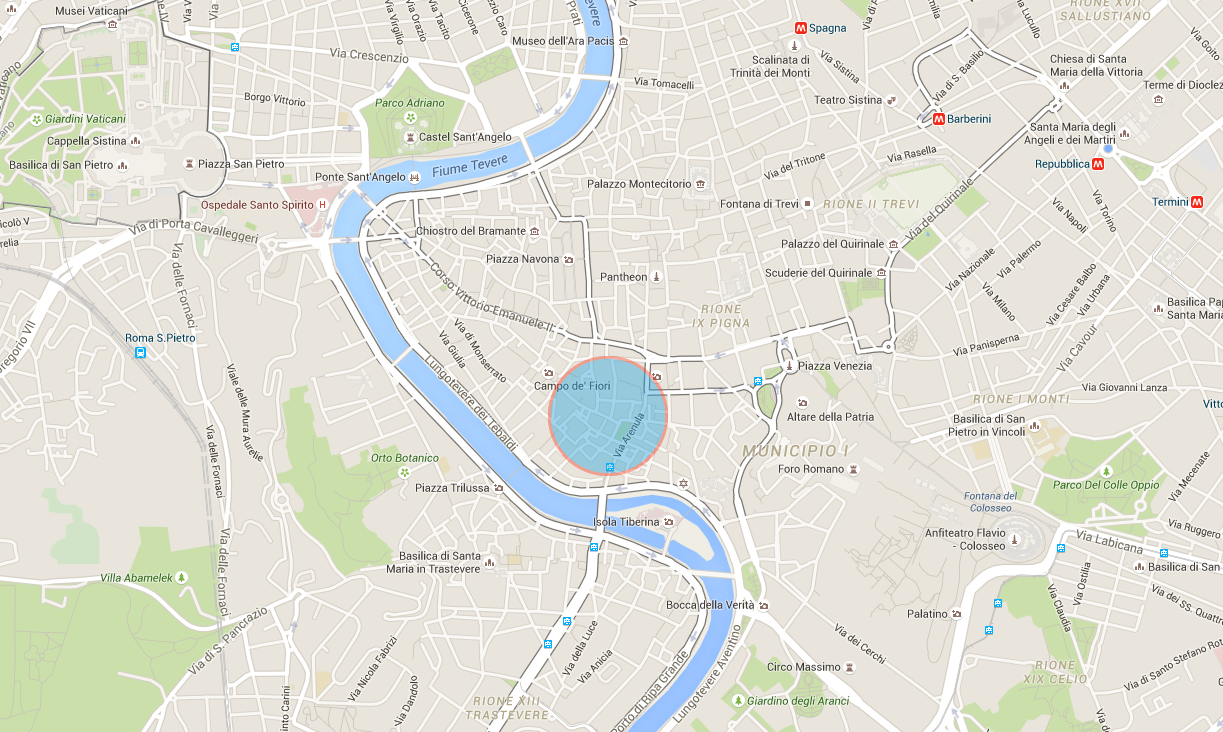 Musei Vaticani
Via Virgilio
Via Orazio
Via Tacito
Cicerone
Prati
Tevere
Museo dell'Ara Pacis
Spagna
Scalinata di
Trinità dei Monti
Via Sistina
Via Emilia
Lucullo
RIONE XVII
SALLUSTIANO
Via Goito
Via Crescenzio
Via di S. Basilio
Chiesa di Santa
Maria della Vittoria
Terme di Dioclez
Via Tomacelli
Borgo Vittorio
Parco Adriano
Teatro Sistina
Barberini
Giardini Vaticani
Castel Sant'Angelo
Santa Maria degli
Angeli e dei Martiri
Cappella Sistina
Basilica di San Pietro
Piazza San Pietro
Fiume Tevere
Via Rasella
Via del Tritone
Repubblica
Ponte Sant'Angelo
Palazzo Montecitorio
Ospedale Santo Spirito
Fontana di Trevi
RIONE II TREVI
Via del Quirinale
Termini
Via Torino
Via Napoli
icolò V
relia
Via di Porta Cavalleggeri
Chiostro del Bramante
Palazzo del Quirinale
Via delle Fornaci
Piazza Navona
Pantheon
Scuderie del Quirinale
Via Nazionale
Via Palermo
Via Cesare Balbo
Via Urbana
Via Milano
Corso Vittorio Emanuele II
RIONE
IX PIGNA
Basilica Pap
Santa Maria
Gregorio VII
Roma S.Pietro
Via di Monserrato
Via Giulia
Via Panisperna
Via Cavour
Lungotevere dei Tebaldi
Campo de' Fiori
Piazza Venezia
Via Giovanni Lanza
Viale delle Mura Aurelie
Via Arenula
RIONE I MONTI
Vitto
Altare della Patria
Basilica di San
Pietro in Vincoli
Via delle Fornaci
Orto Botanico
MUNICIPIO I
Foro Romano
Via Mecenate
Parco Del Colle Oppio
Piazza Trilussa
Fontana del
Colosseo
Isola Tiberina
Via Ruggero
Anfiteatro Flavio
- Colosseo
Via Labicana
Via delle Fornaci
Basilica di Santa
Maria in Trastevere
Basilica di San
Villa Abamelek
Via Ostilia
Via Claudia
Via dei SS. Quattro
Bocca della Verità
Palatino
Via di S. Pancrazio
Via Nicola Fabrizi
Via della Luce
Via Anicia
Via dei Cerchi
Via di Santo Stefano Rot
Circo Massimo
RIONE
XIX CELIO
Via Dandolo
Porto di Ripa Grande
Lungotevere Aventino
RIONE XIII
TRASTEVERE
Giardino degli Aranci
into Carini